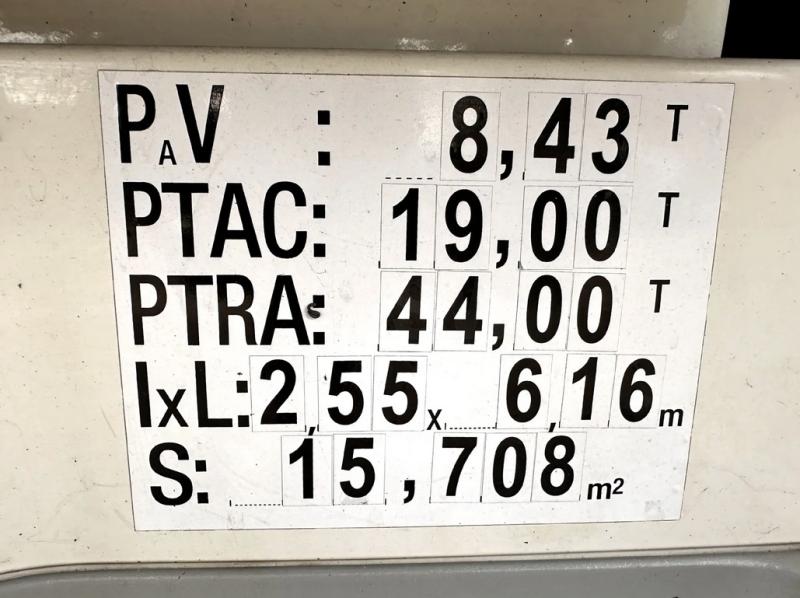 PAV : 8,43 T
PTAC: 19,00 T
PTRA: 44,00 T
IxL: 2,55 x 6,16 m
S: 15,708 m²